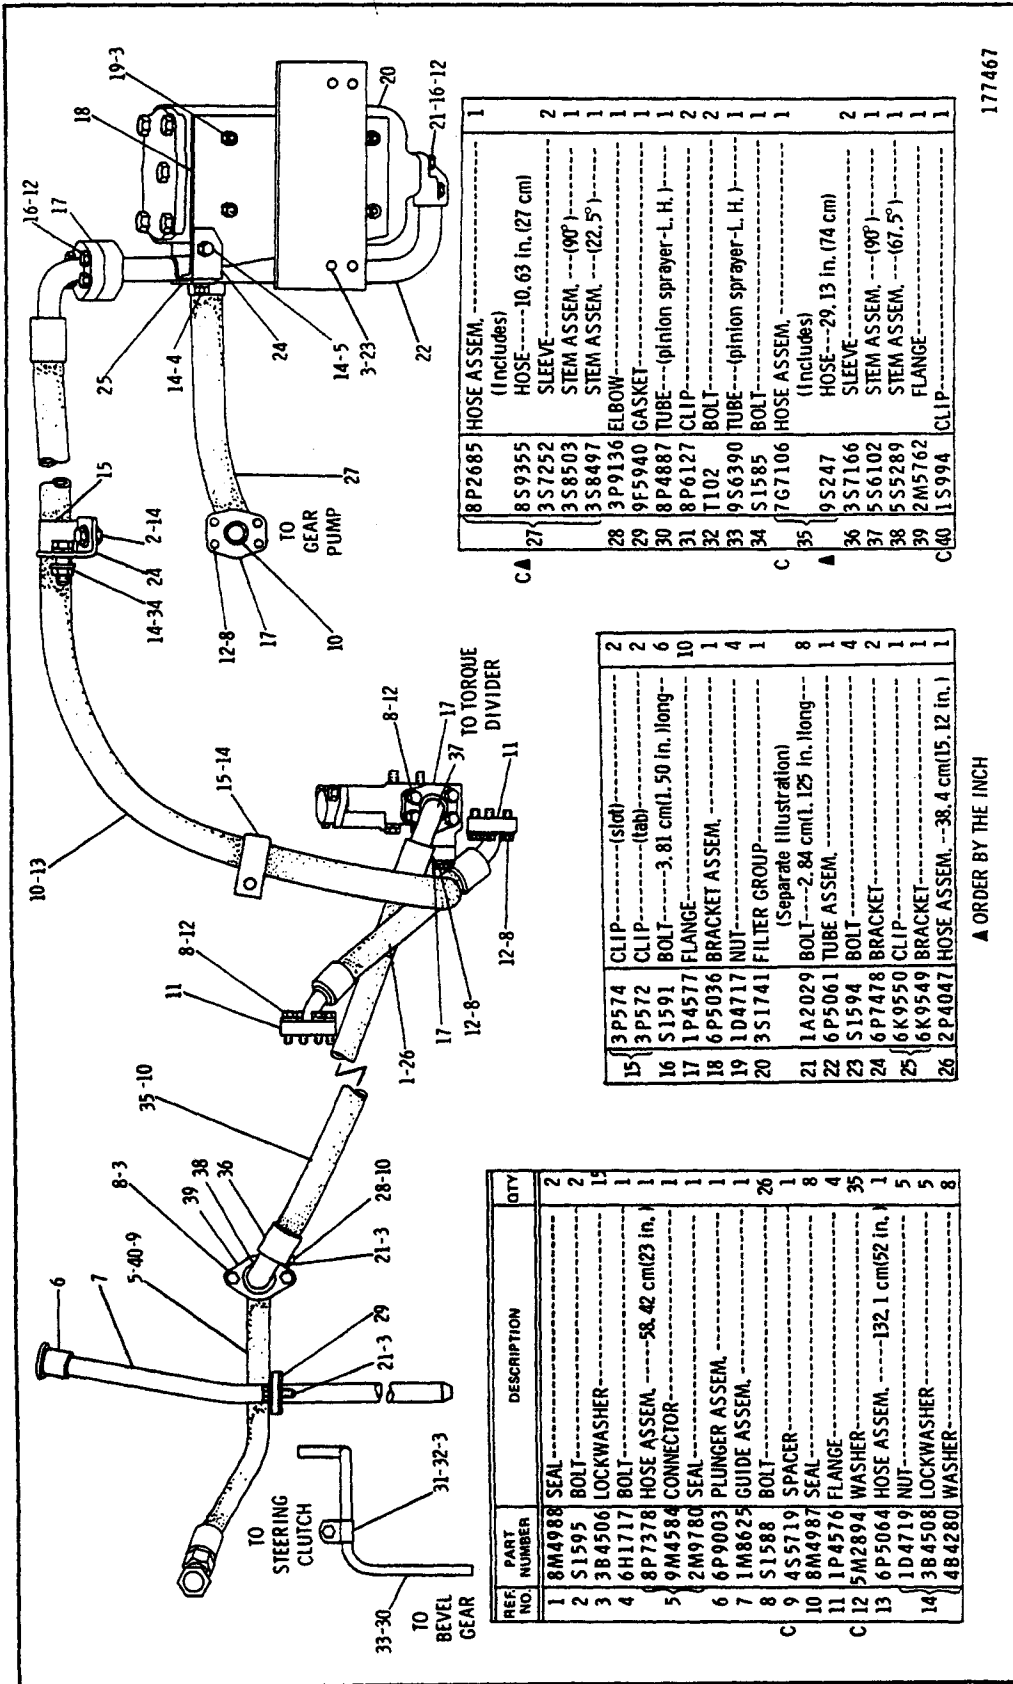 19-3
18
16-12
17
20
21-16-12
25
14-4
24
14-5
3-23
22
27
TO
GEAR
PUMP
15
2-14
24
14-34
12-8
17
10
10-13
15-14
8-12
17
TO TORQUE
DIVIDER
37
11
12-8
8-12
11
17
12-8
1-26
35-10
8-3
39
38
36
28-10
21-3
5-40-9
6
7
29
21-3
TO
STEERING
CLUTCH
31-32-3
33-30
TO
BEVEL
GEAR
REF. NO. PART NUMBER DESCRIPTION QTY
1 8M4988 SEAL 2
2 S1595 BOLT 2
3 3B4506 LOCKWASHER 15
4 6H1717 BOLT 1
8P7378 HOSE ASSEM. ----58.42 cm(23 in.) 1
5 9M4584 CONNECTOR 1
2M9780 SEAL 1
6 6P9003 PLUNGER ASSEM. 1
7 1M8625 GUIDE ASSEM. 1
8 S1588 BOLT 26
C 9 4S5719 SPACER 1
10 8M4987 SEAL 8
11 1P4576 FLANGE 4
C 12 5M2894 WASHER 35
13 6P5064 HOSE ASSEM. ----132.1 cm(52 in.) 1
1D4719 NUT 5
14 3B4508 LOCKWASHER 5
4B4280 WASHER 8
15 3P574 CLIP-----(slot) 2
3P572 CLIP-----(tab) 2
16 S1591 BOLT----3.81 cm(1.50 in.)long-- 6
17 1P4577 FLANGE 10
18 6P5036 BRACKET ASSEM. 1
19 1D4717 NUT 4
20 3S1741 FILTER GROUP 1
(Separate Illustration)
21 1A2029 BOLT---2.84 cm(1.125 in.)long--- 8
22 6P5061 TUBE ASSEM. 1
23 S1594 BOLT 4
24 6P7478 BRACKET 2
25 6K9550 CLIP 1
6K9549 BRACKET 1
26 2P4047 HOSE ASSEM. -38.4 cm(15.12 in.) 1
8P2685 HOSE ASSEM. 1
(Includes)
C▲ 27 8S9355 HOSE----10.63 in.(27 cm)
3S7252 SLEEVE 2
3S8503 STEM ASSEM. ---(90°) 1
3S8497 STEM ASSEM. ---(22.5°) 1
28 3P9136 ELBOW 1
29 9F5940 GASKET 1
30 8P4887 TUBE---(pinion sprayer-L.H.) 1
31 8P6127 CLIP 2
32 T102 BOLT 2
33 9S6390 TUBE---(pinion sprayer-L.H.) 1
34 S1585 BOLT 1
C 7G7106 HOSE ASSEM. 1
35 (Includes)
▲ 9S247 HOSE--29.13 in.(74 cm)
36 3S7166 SLEEVE 2
37 5S6102 STEM ASSEM. ---(90°) 1
38 5S5289 STEM ASSEM. ---(67.5°) 1
39 2M5762 FLANGE 1
C 40 1S994 CLIP 1
▲ ORDER BY THE INCH
177467